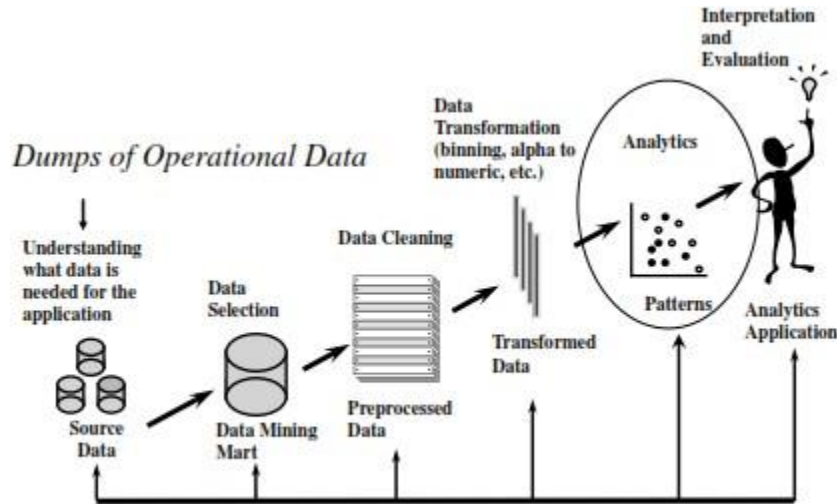 Dumps of Operational Data
Understanding
what data is
needed for the
application
Source
Data
Data
Selection
Data Mining
Mart
Data Cleaning
Preprocessed
Data
Data
Transformation
(binning, alpha to
numeric, etc.)
Transformed
Data
Analytics
Patterns
Interpretation
and
Evaluation
Analytics
Application